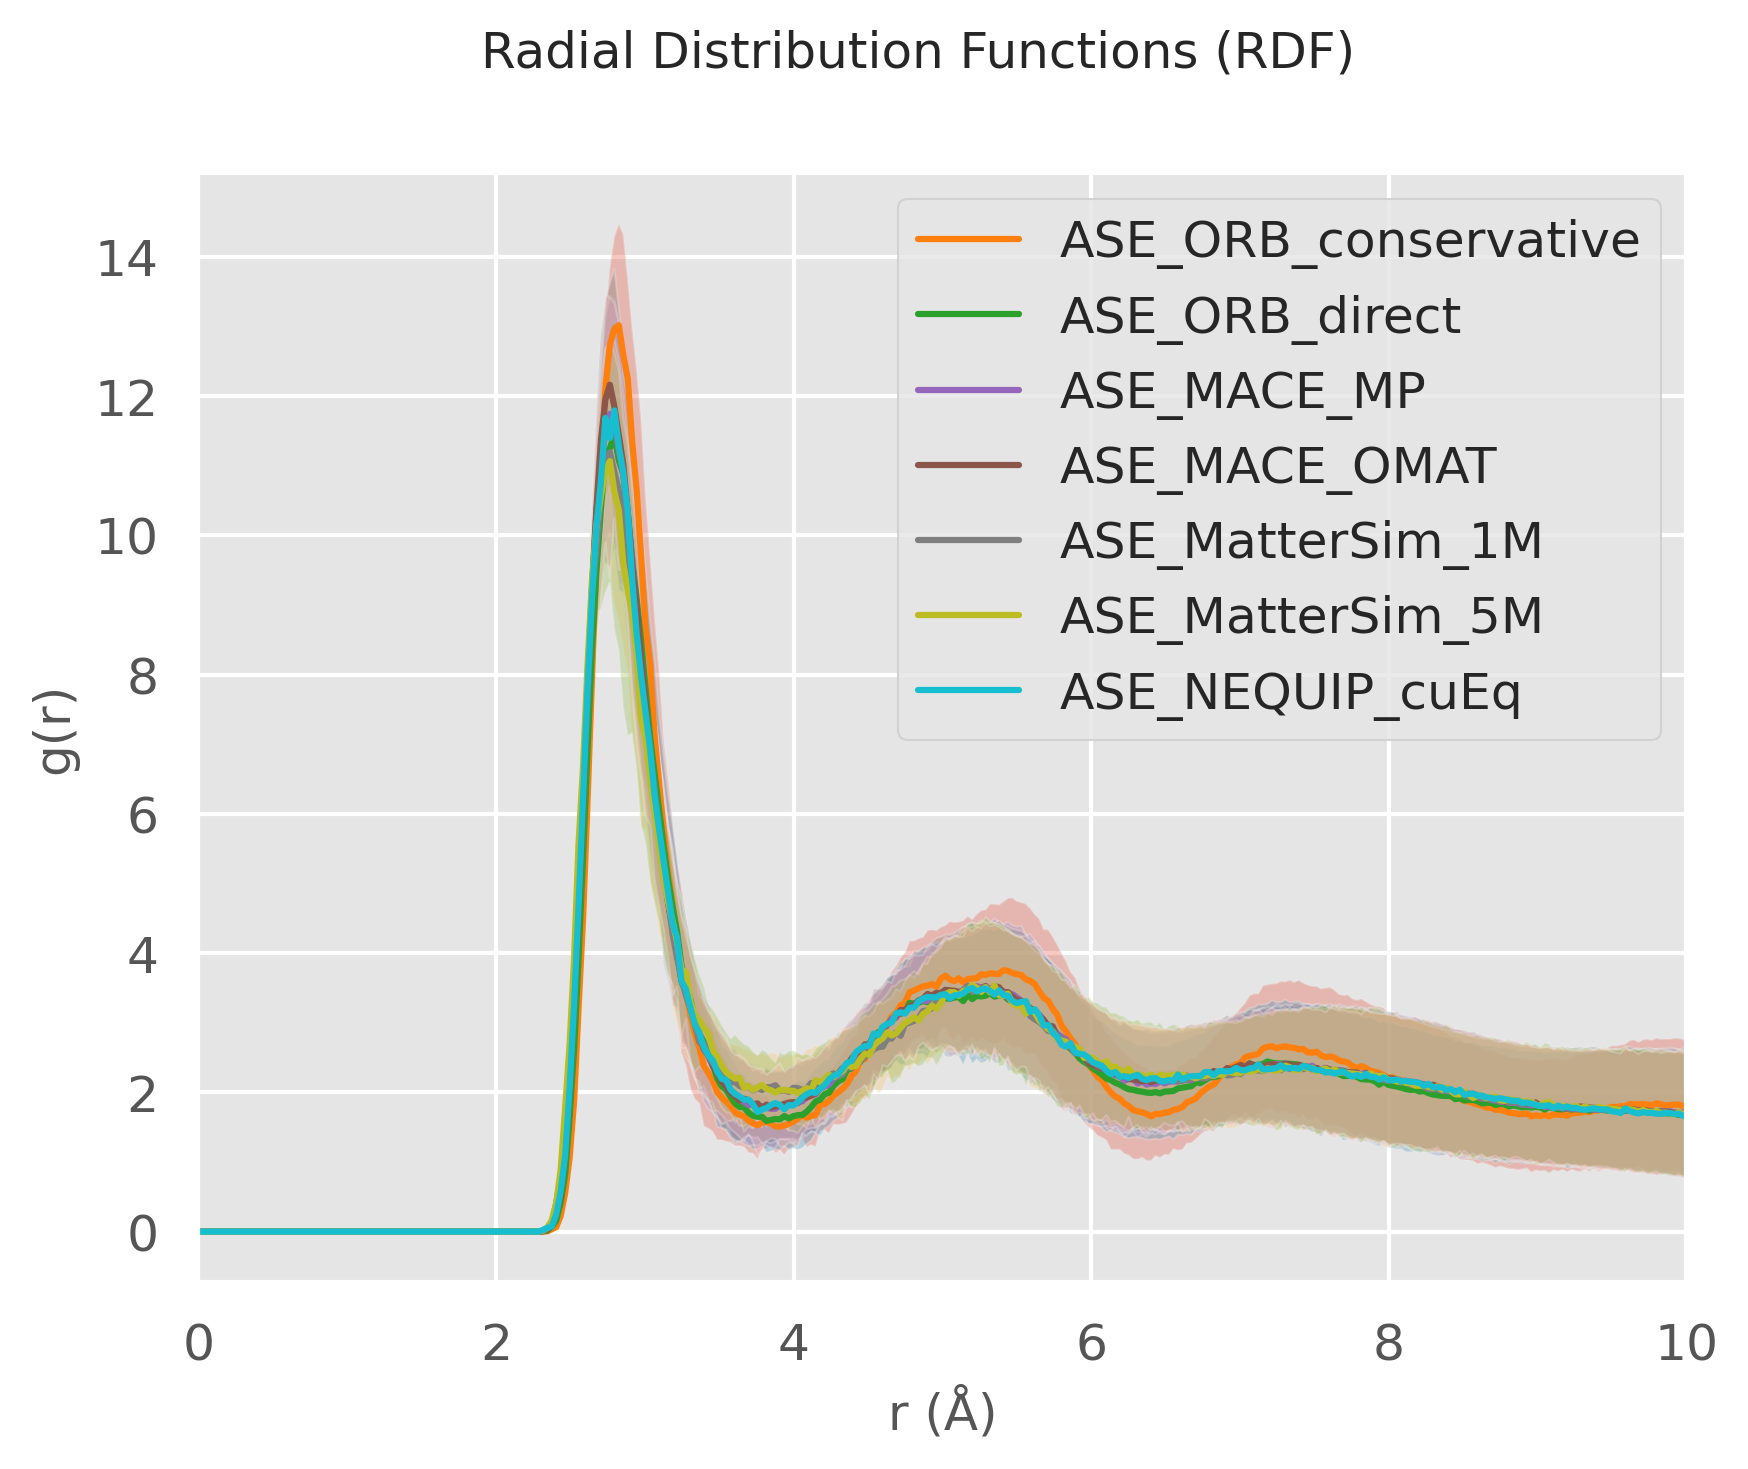 Radial Distribution Functions (RDF)
ASE_ORB_conservative
ASE_ORB_direct
ASE_MACE_MP
ASE_MACE_OMAT
ASE_MatterSim_1M
ASE_MatterSim_5M
ASE_NEQUIP_cuEq
g(r)
14
12
10
8
6
4
2
0
0 2 4 6 8 10
r (Å)